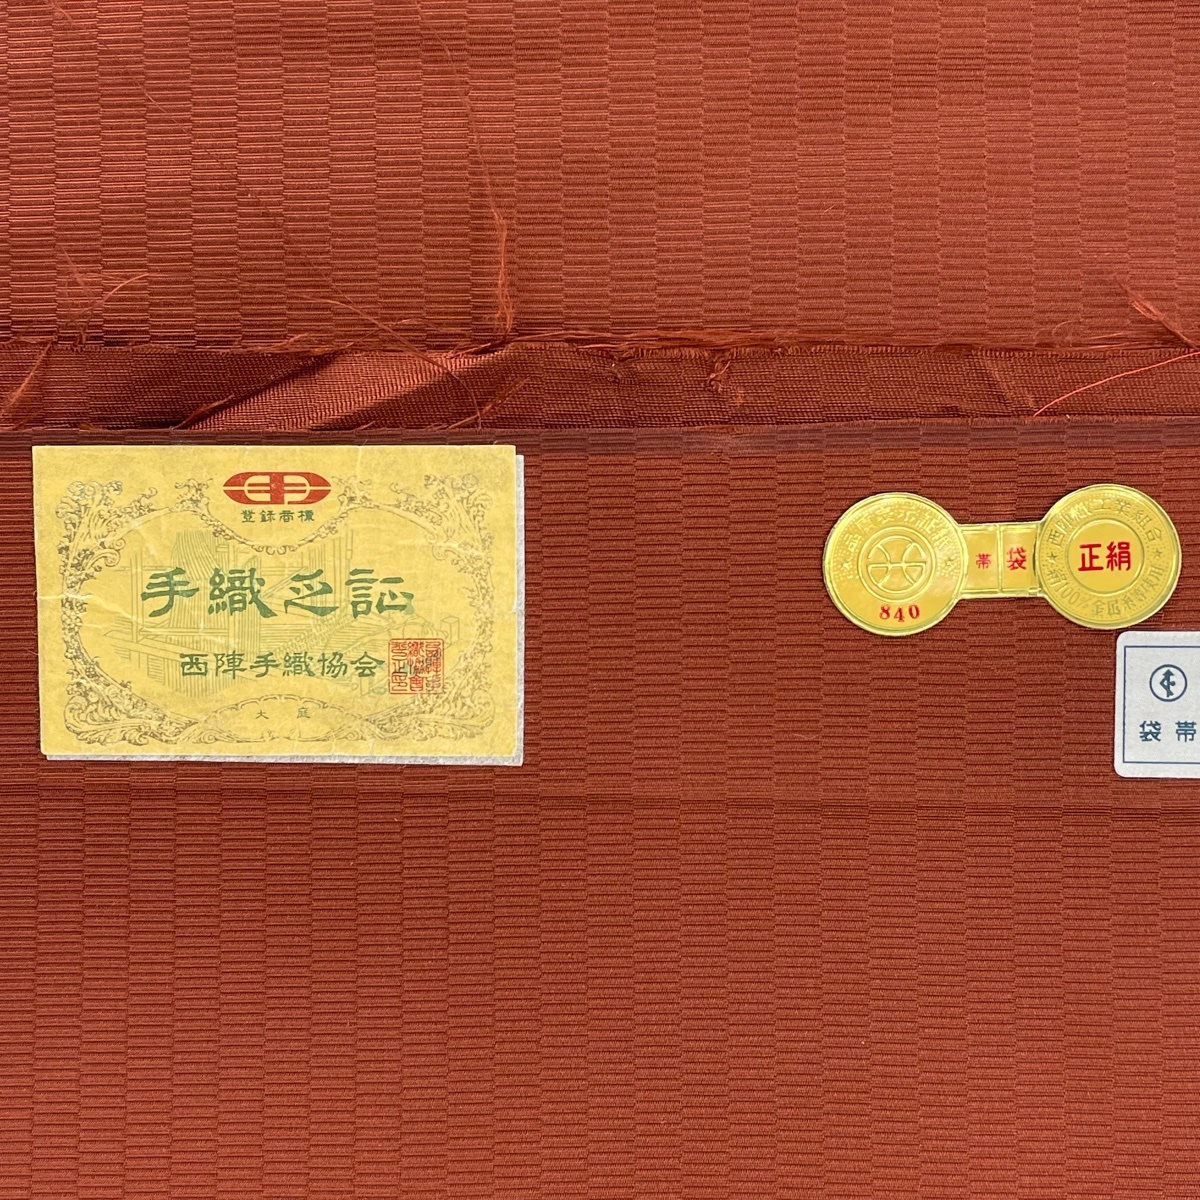 登録商標
手織之証
西陣手織協会
大庭
840
帯 袋
西陣織工業組合
正絹
袋帯